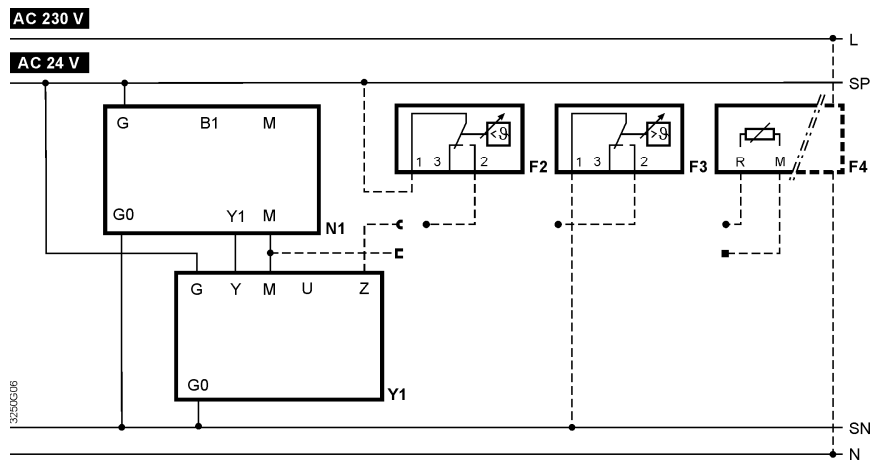 AC 230 V
L
AC 24 V
SP
G B1 M
<ϑ
1 3 2
F2
>ϑ
1 3 2
F3
R M
F4
G0 Y1 M
N1
G Y M U Z
G0
Y1
3250G06
SN
N